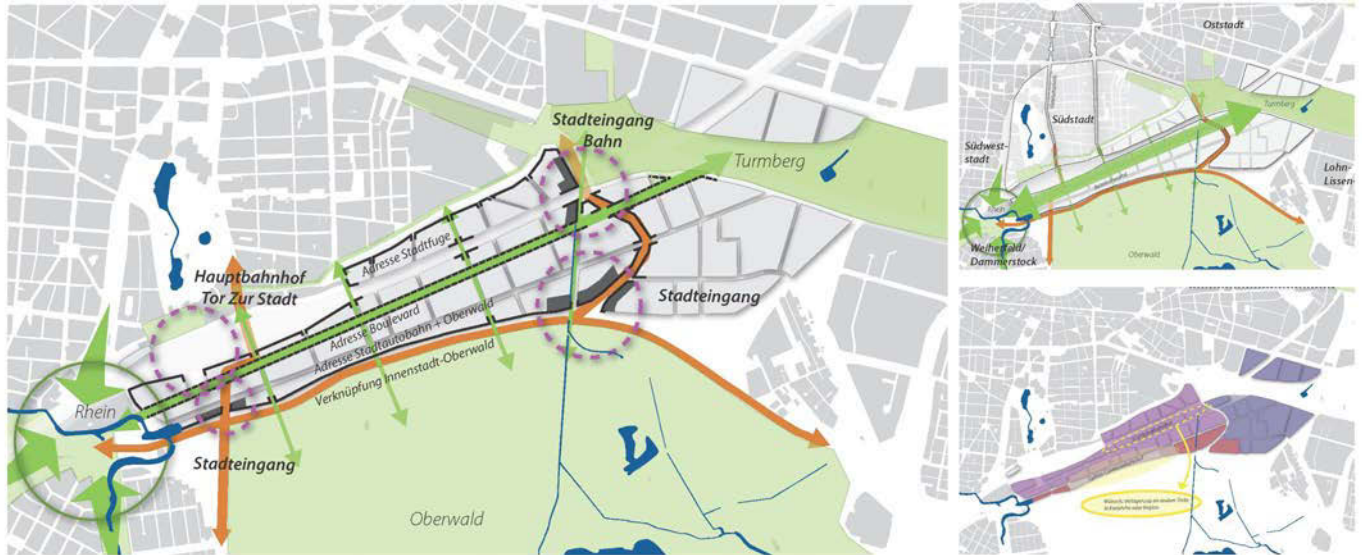 Stadteingang
Bahn
Turmberg
Adresse Stadtfuge
Hauptbahnhof
Tor Zur Stadt
Adresse Boulevard
Adresse Stadtautobahn + Oberwald
Verknüpfung Innenstadt-Oberwald
Stadteingang
Rhein
Stadteingang
Oberwald
Oststadt
Turmberg
Südstadt
Südwest-
stadt
Lohn-
Lissen-
Rhein
Weiherfeld/
Dammerstock
Oberwald